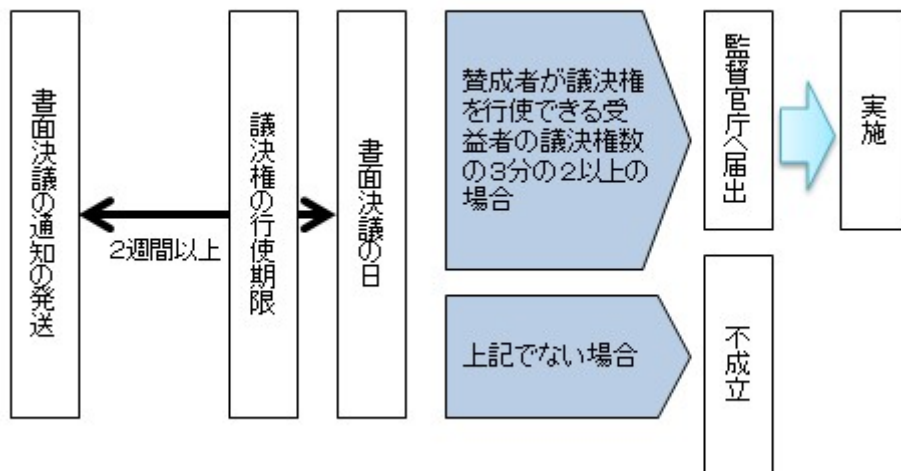 書面決議の通知の発送
2週間以上
議決権の行使期限
書面決議の日
賛成者が議決権
を行使できる受
益者の議決権数
の3分の2以上の
場合
監督官庁へ届出
実施
上記でない場合
不成立